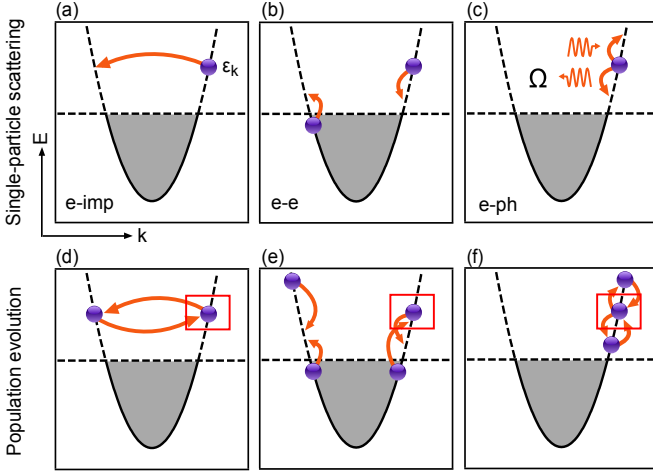 (a) (b) (c)
Single-particle scattering
εk
Ω
E
e-imp e-e e-ph
k
(d) (e) (f)
Population evolution